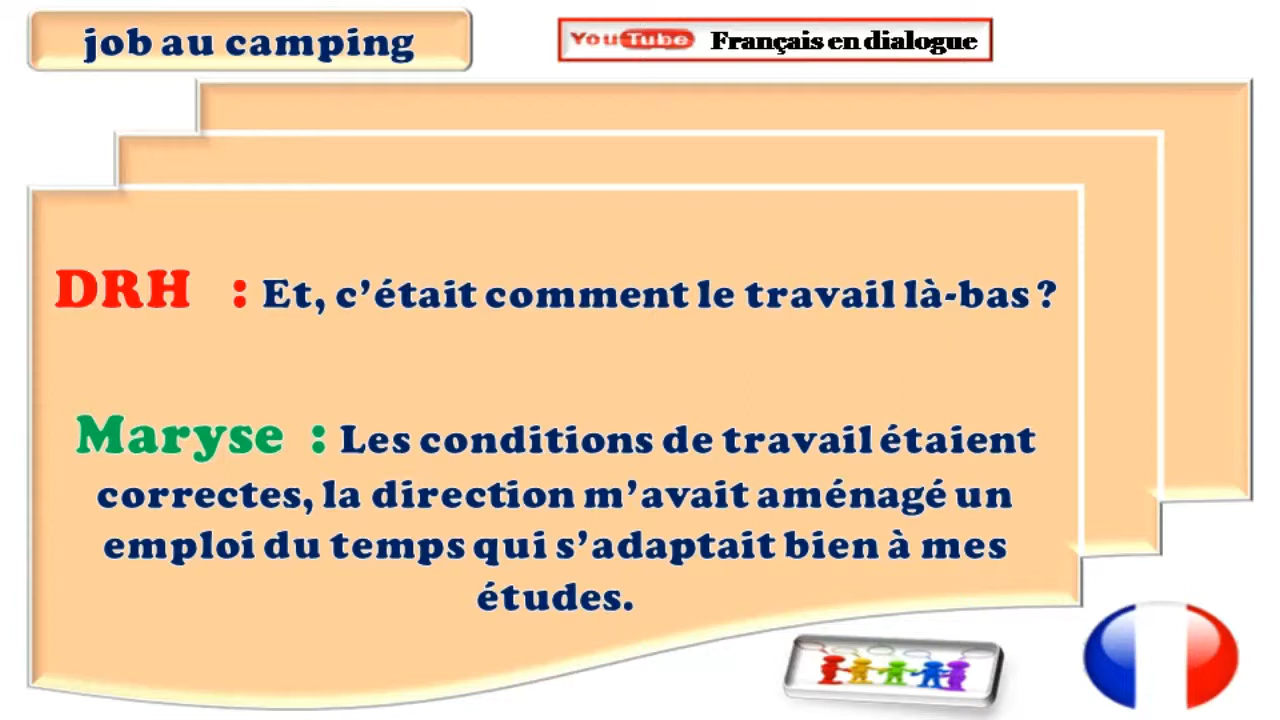 job au camping
YouTube Français en dialogue
DRH : Et, c’était comment le travail là-bas ?
Maryse : Les conditions de travail étaient
correctes, la direction m’avait aménagé un
emploi du temps qui s’adaptait bien à mes
études.